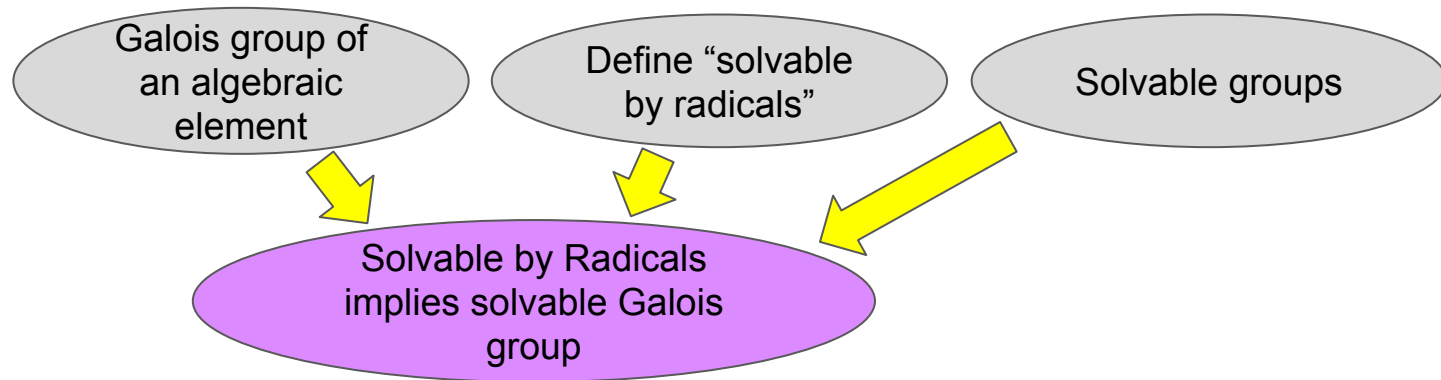 Galois group of
an algebraic
element
Define “solvable
by radicals”
Solvable groups
Solvable by Radicals
implies solvable Galois
group